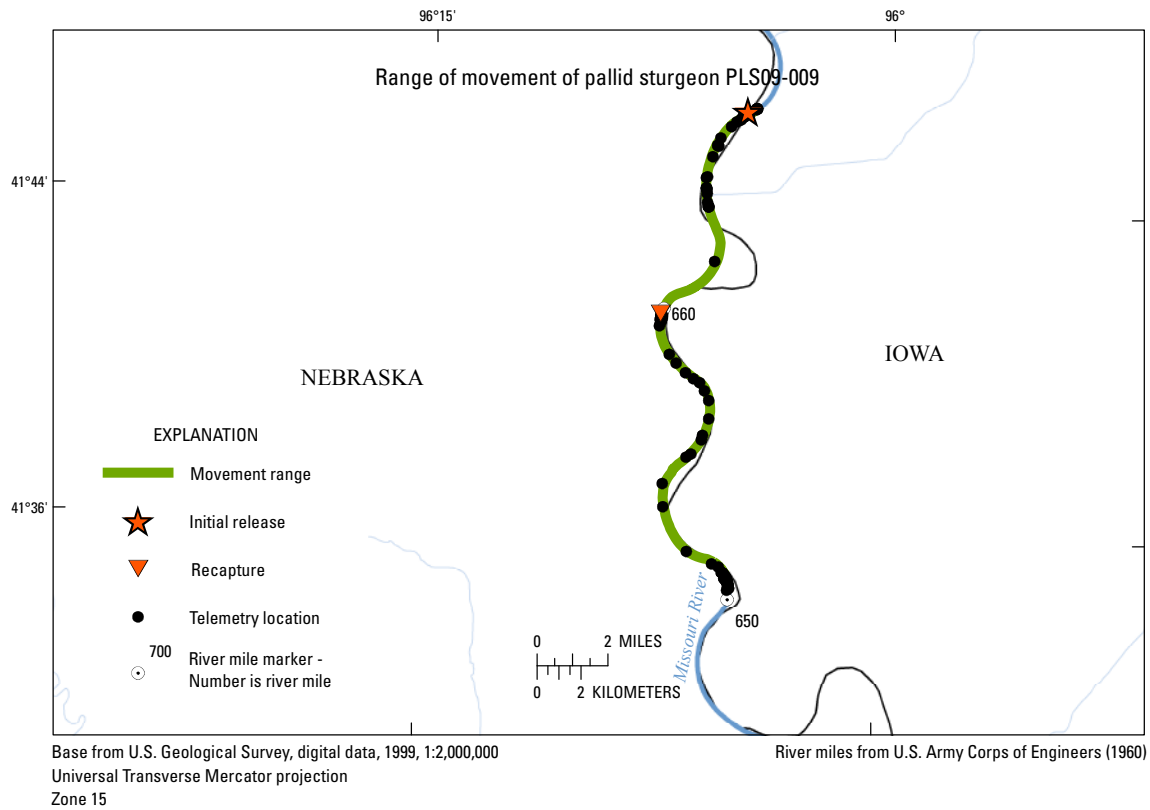 96°15'
96°
Range of movement of pallid sturgeon PLS09-009
41°44'
660
IOWA
NEBRASKA
EXPLANATION
Movement range
41°36'
Initial release
Recapture
Telemetry location
700
River mile marker -
Number is river mile
Missouri River
650
0 2 MILES
0 2 KILOMETERS
Base from U.S. Geological Survey, digital data, 1999, 1:2,000,000
Universal Transverse Mercator projection
Zone 15
River miles from U.S. Army Corps of Engineers (1960)